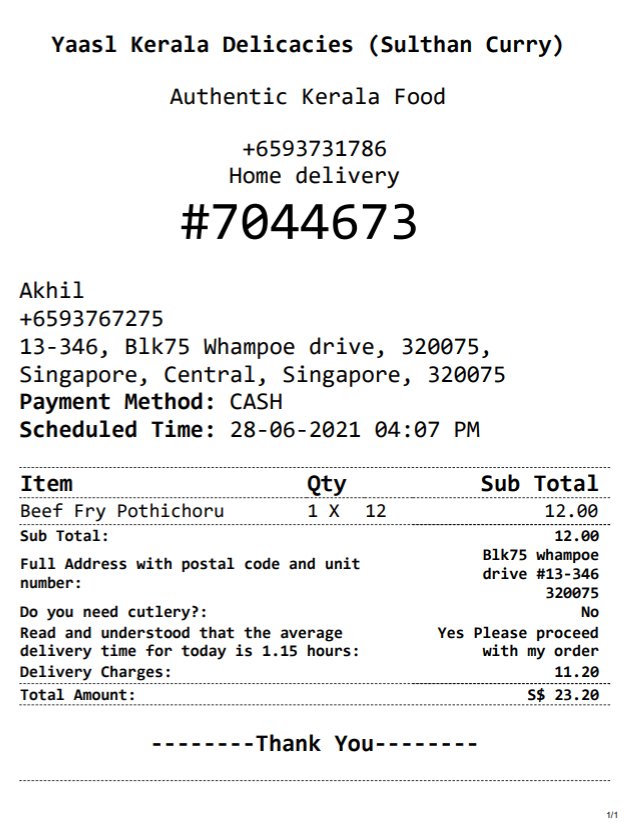 Yaasl Kerala Delicacies (Sulthan Curry)
Authentic Kerala Food
+6593731786
Home delivery
#7044673
Akhil
+6593767275
13-346, Blk75 Whampoe drive, 320075,
Singapore, Central, Singapore, 320075
Payment Method: CASH
Scheduled Time: 28-06-2021 04:07 PM
Item Qty Sub Total
Beef Fry Pothichoru 1 X 12 12.00
Sub Total: 12.00
Full Address with postal code and unit number: Blk75 whampoe drive #13-346 320075
Do you need cutlery?: No
Read and understood that the average delivery time for today is 1.15 hours: Yes Please proceed with my order
Delivery Charges: 11.20
Total Amount: S$ 23.20
--------Thank You--------
1/1